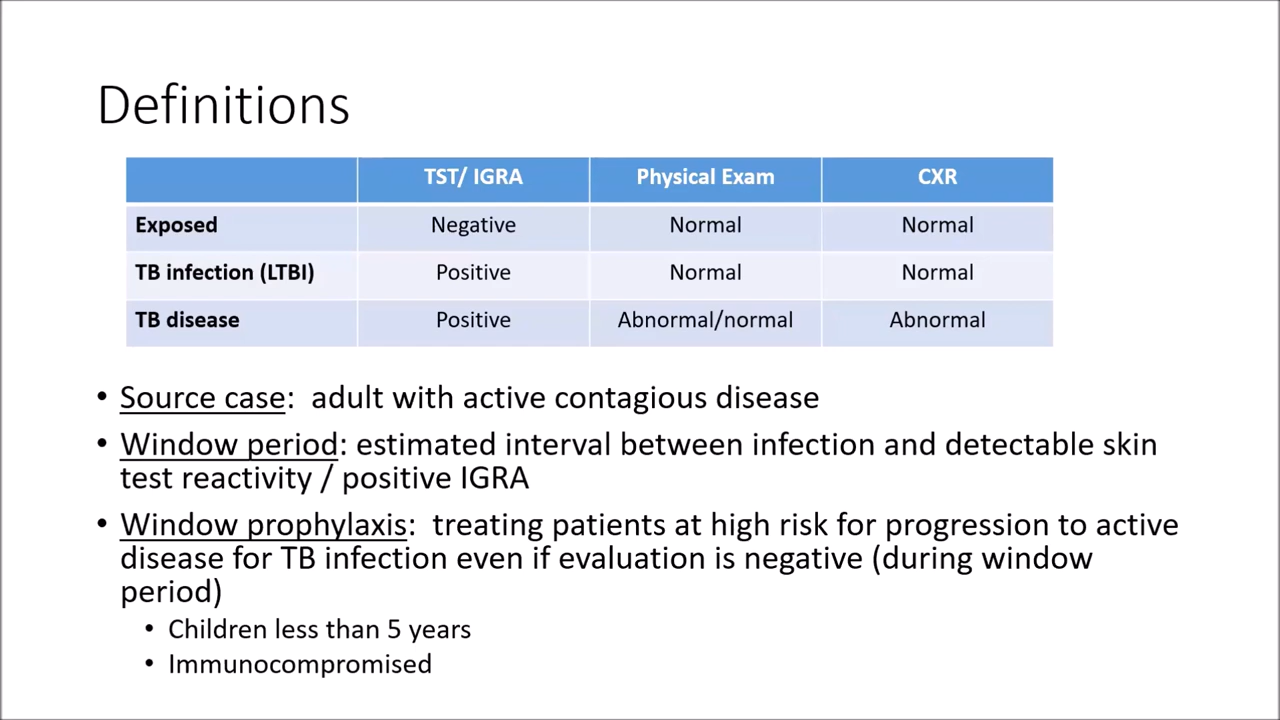 Definitions
TST/ IGRA Physical Exam CXR
Exposed Negative Normal Normal
TB infection (LTBI) Positive Normal Normal
TB disease Positive Abnormal/normal Abnormal
• Source case:  adult with active contagious disease
• Window period: estimated interval between infection and detectable skin
test reactivity / positive IGRA
• Window prophylaxis:  treating patients at high risk for progression to active
disease for TB infection even if evaluation is negative (during window
period)
• Children less than 5 years
• Immunocompromised